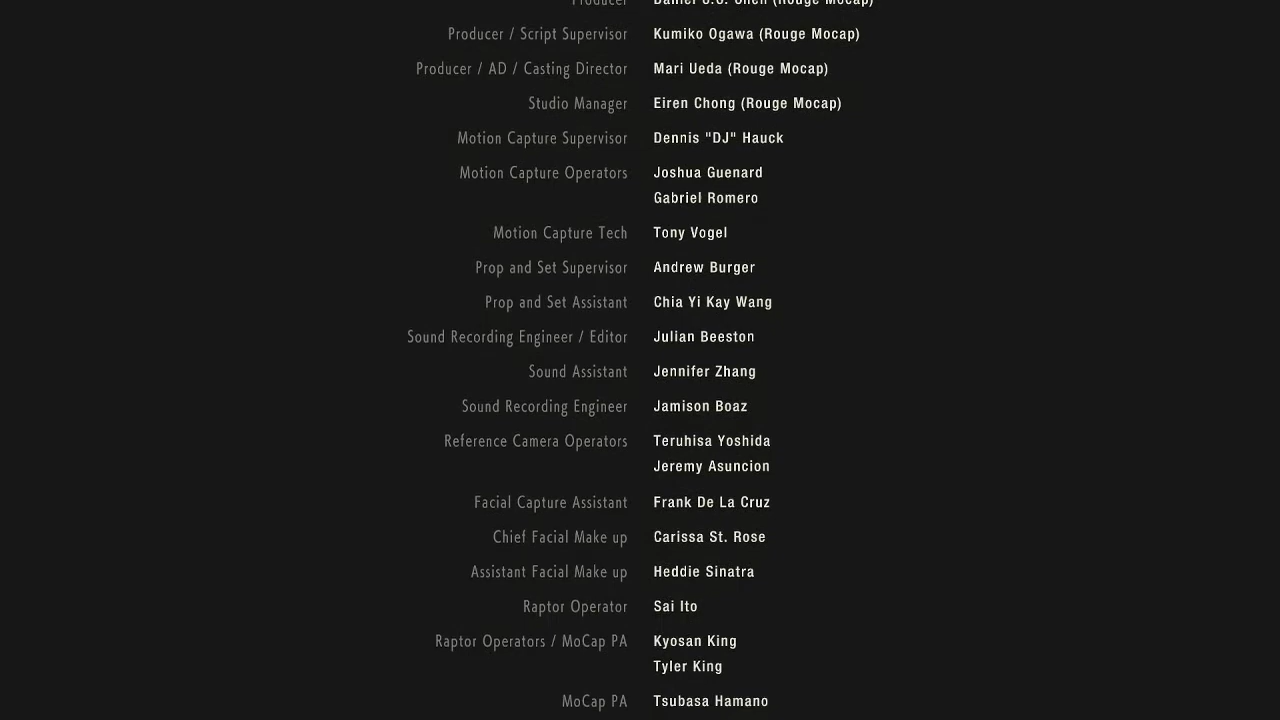 Producer Daniel J.C. Chen (Rouge Mocap)
Producer / Script Supervisor Kumiko Ogawa (Rouge Mocap)
Producer / AD / Casting Director Mari Ueda (Rouge Mocap)
Studio Manager Eiren Chong (Rouge Mocap)
Motion Capture Supervisor Dennis "DJ" Hauck
Motion Capture Operators Joshua Guenard
Gabriel Romero
Motion Capture Tech Tony Vogel
Prop and Set Supervisor Andrew Burger
Prop and Set Assistant Chia Yi Kay Wang
Sound Recording Engineer / Editor Julian Beeston
Sound Assistant Jennifer Zhang
Sound Recording Engineer Jamison Boaz
Reference Camera Operators Teruhisa Yoshida
Jeremy Asuncion
Facial Capture Assistant Frank De La Cruz
Chief Facial Make up Carissa St. Rose
Assistant Facial Make up Heddie Sinatra
Raptor Operator Sai Ito
Raptor Operators / MoCap PA Kyosan King
Tyler King
MoCap PA Tsubasa Hamano